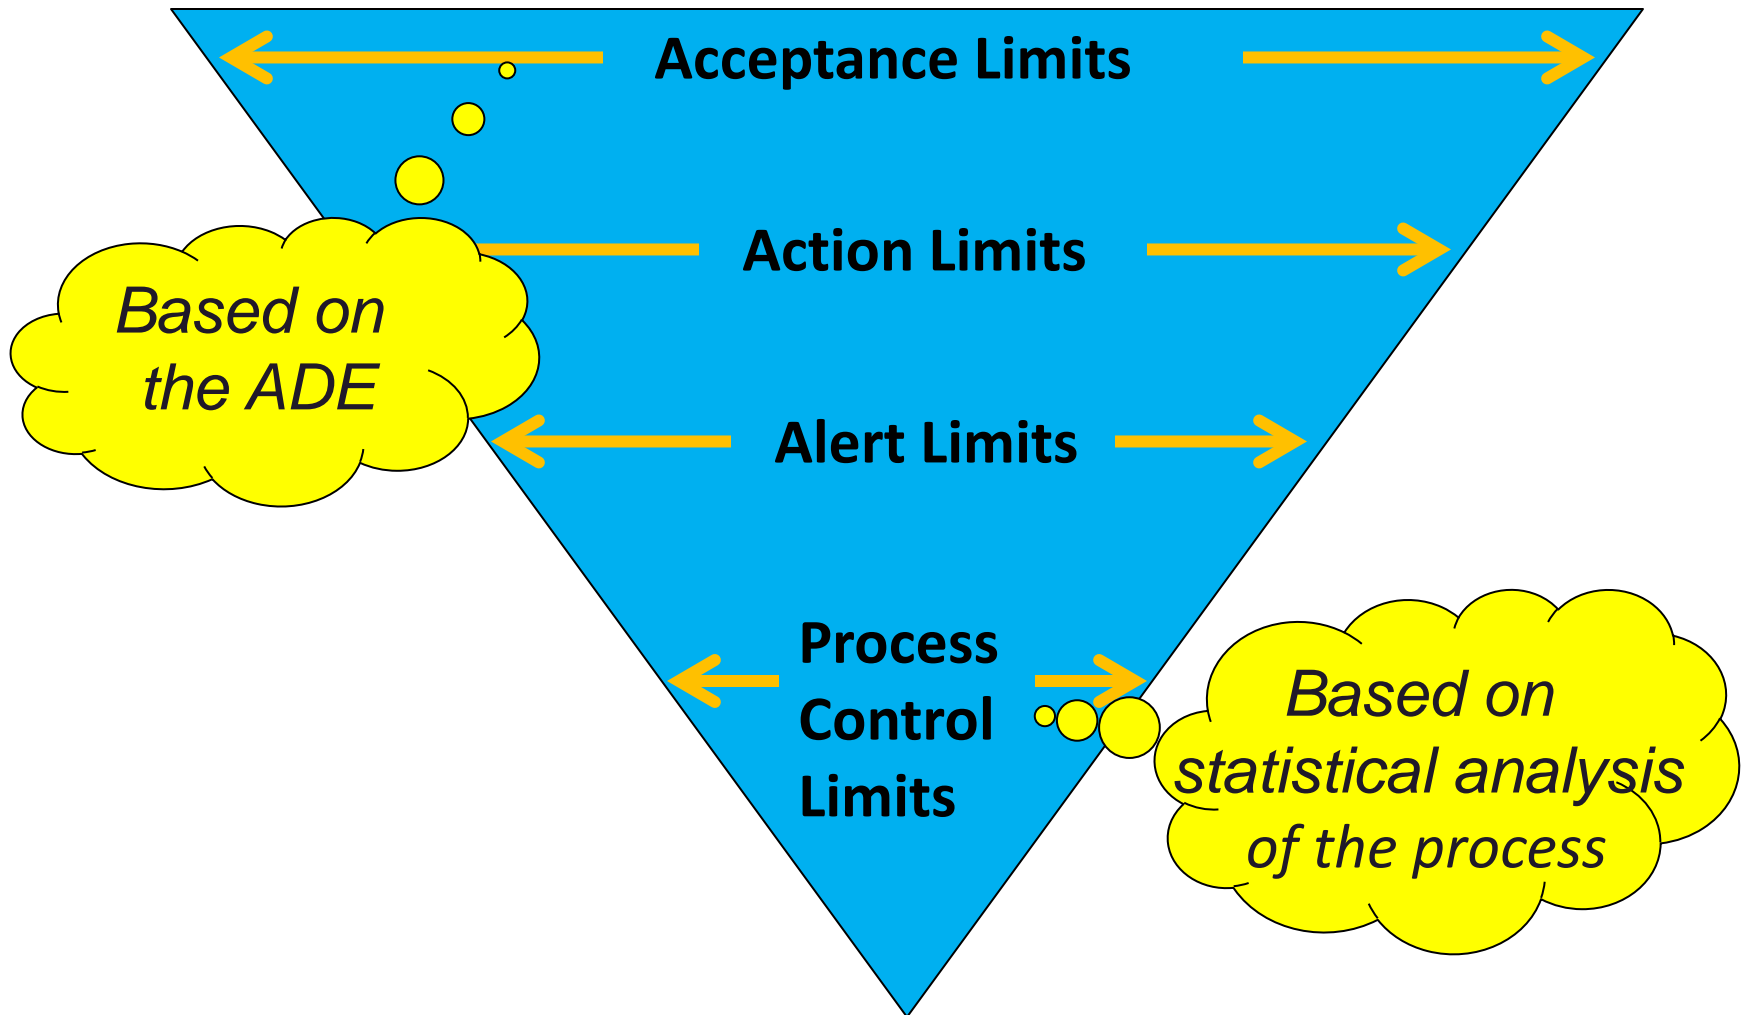 Acceptance Limits
Action Limits
Based on
the ADE
Alert Limits
Process
Control
Limits
Based on
statistical analysis
of the process